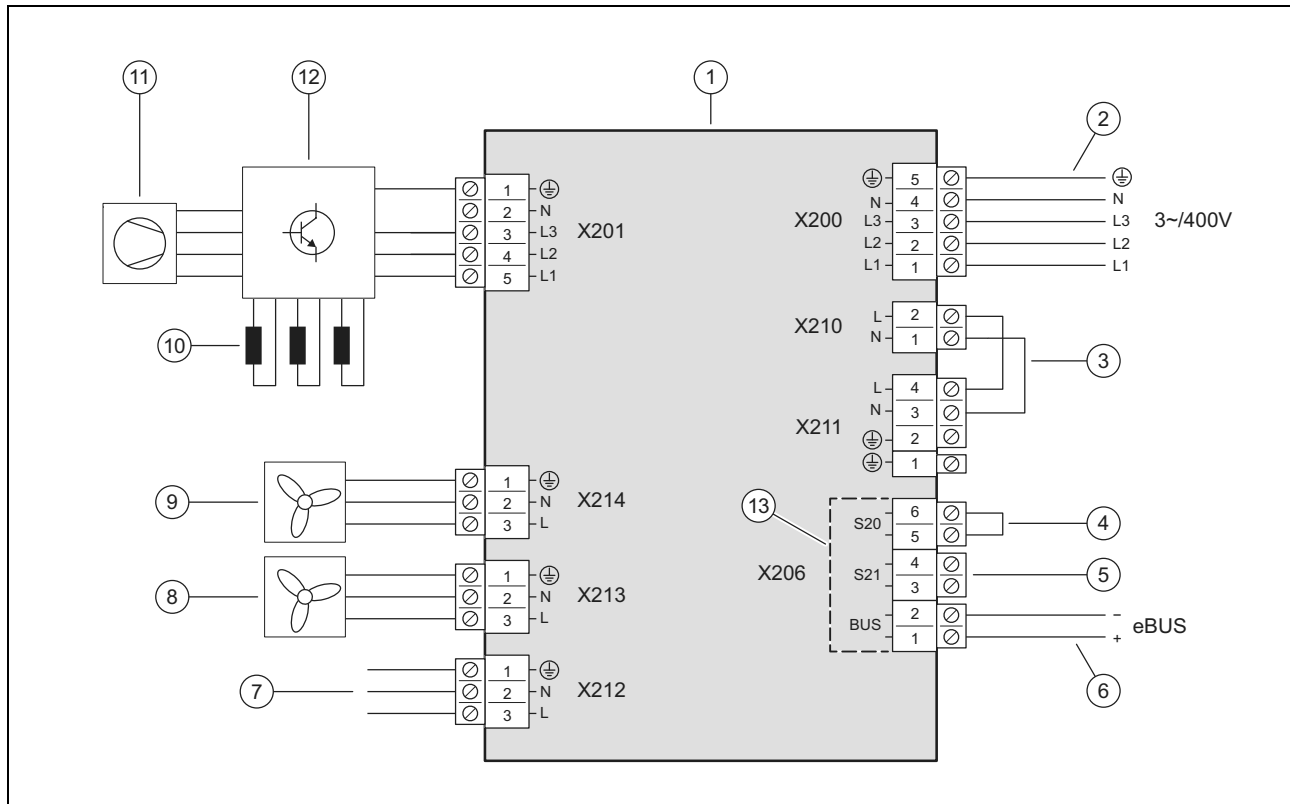 11
12
1
2
X201
1
2 N
3 L3
4 L2
5 L1
X200
5
N 4 N
L3 3 L3
L2 2 L2
L1 1 L1
3~/400V
X210
L 2
N 1
3
10
X211
L 4
N 3
2
1
9
X214
1
2 N
3 L
13
X206
S20
6
5
4
S21
4
3
5
BUS
2 −
1 +
eBUS
6
8
X213
1
2 N
3 L
7
X212
1
2 N
3 L